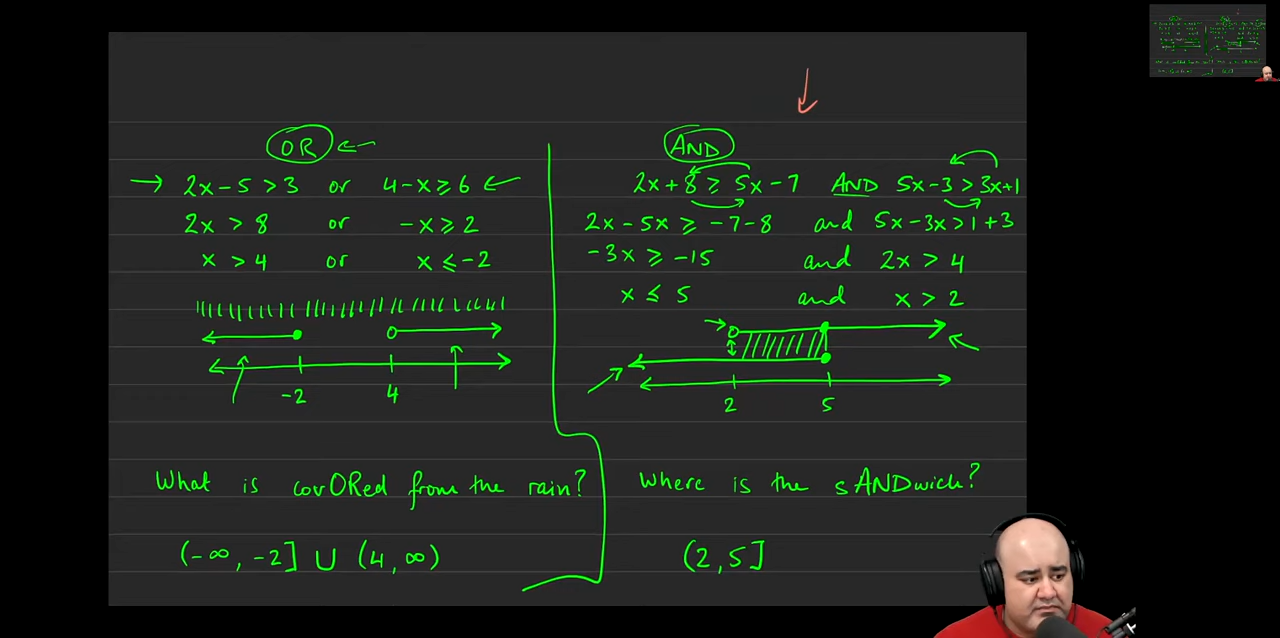 OR
2x - 5 > 3 or 4 - x ≥ 6
2x > 8 or -x ≥ 2
x > 4 or x ≤ -2
-2 4
What is covORed from the rain?
(-∞, -2] ∪ (4, ∞)
AND
2x + 8 ≥ 5x - 7 AND 5x - 3 > 3x + 1
2x - 5x ≥ -7 - 8 and 5x - 3x > 1 + 3
-3x ≥ -15 and 2x > 4
x ≤ 5 and x > 2
2 5
Where is the sANDwich?
(2, 5]